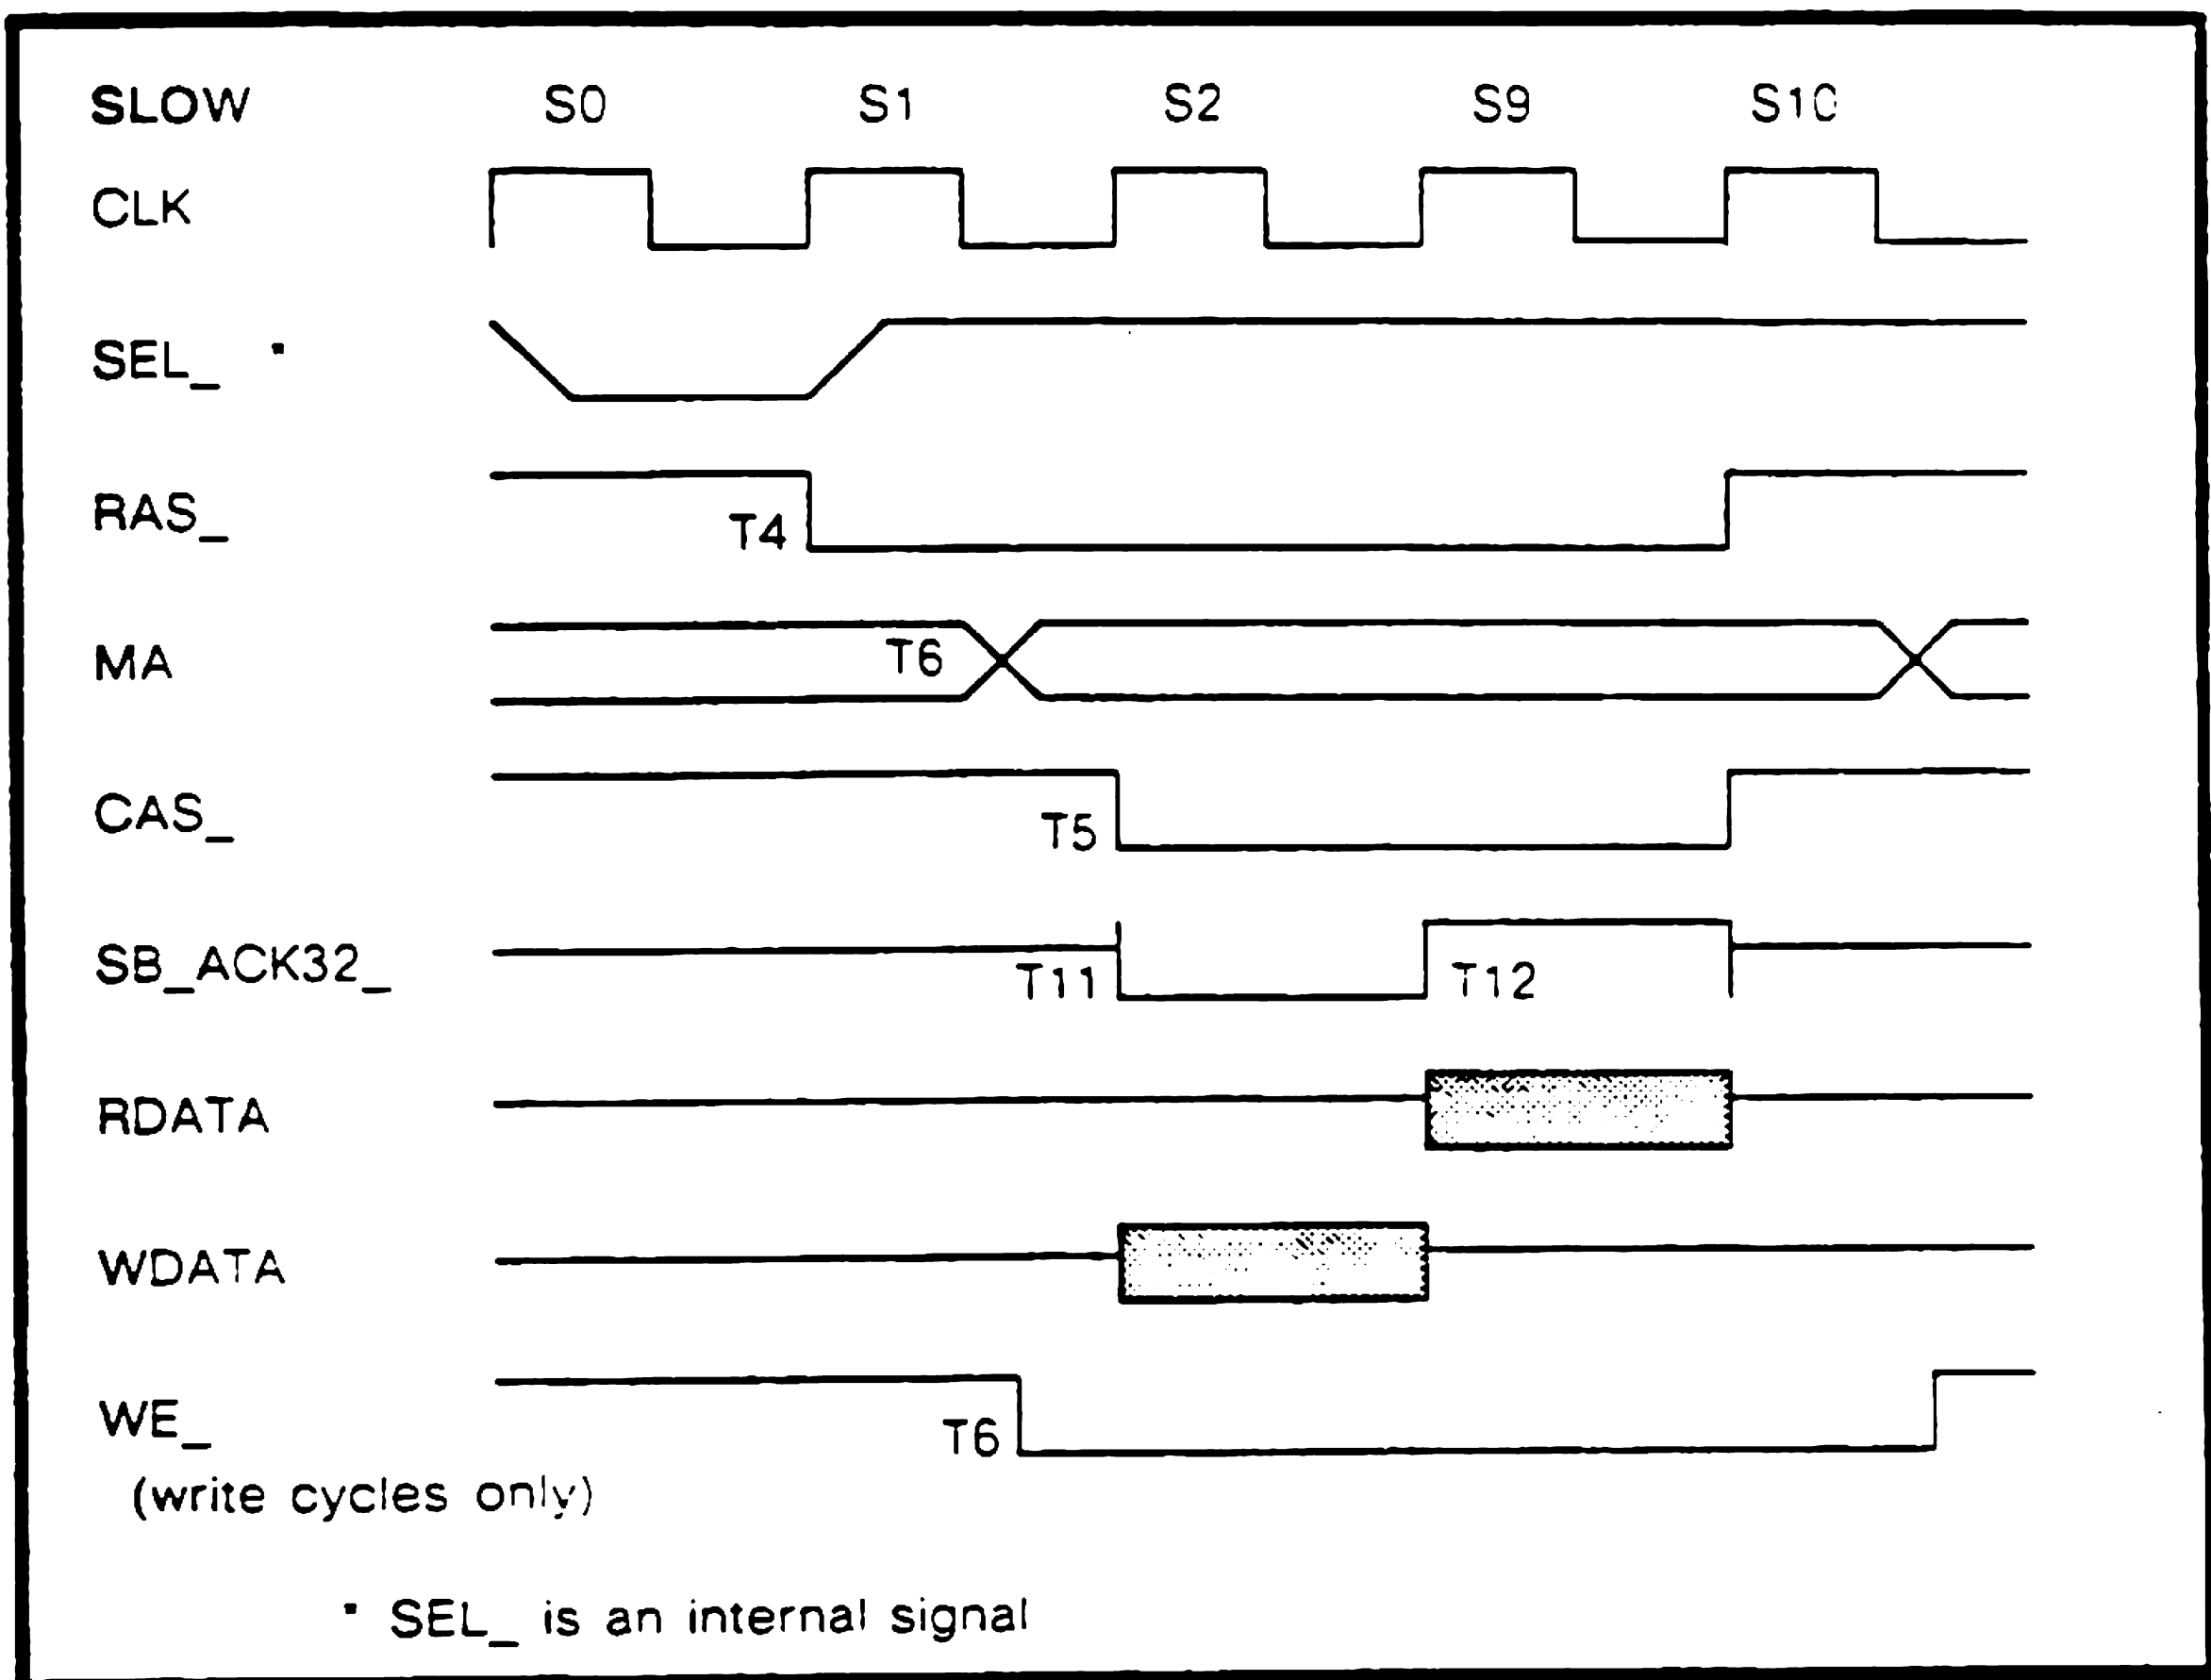 SLOW S0 S1 S2 S9 S10
CLK
SEL_ *
RAS_ T4
MA T6
CAS_ T5
SB_ACK32_ T11 T12
RDATA
WDATA
WE_ T6
(write cycles only)
* SEL_ is an internal signal